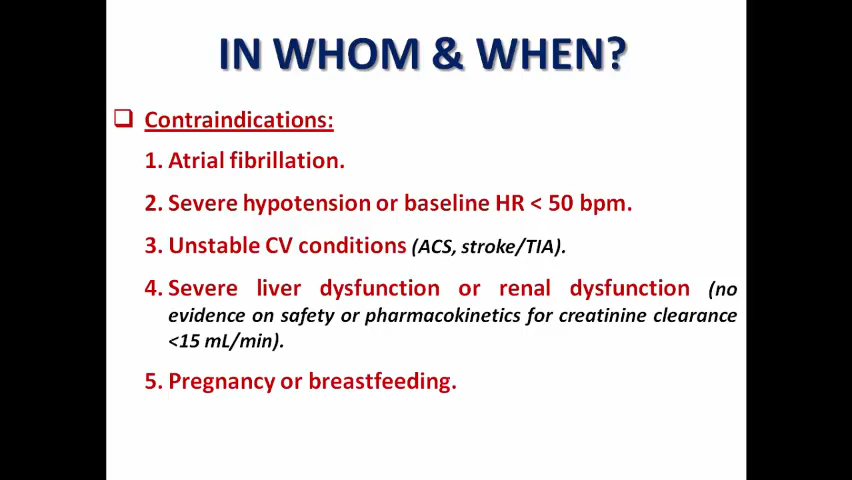 IN WHOM & WHEN?
❑ Contraindications:
1. Atrial fibrillation.
2. Severe hypotension or baseline HR < 50 bpm.
3. Unstable CV conditions (ACS, stroke/TIA).
4. Severe liver dysfunction or renal dysfunction (no
evidence on safety or pharmacokinetics for creatinine clearance
<15 mL/min).
5. Pregnancy or breastfeeding.